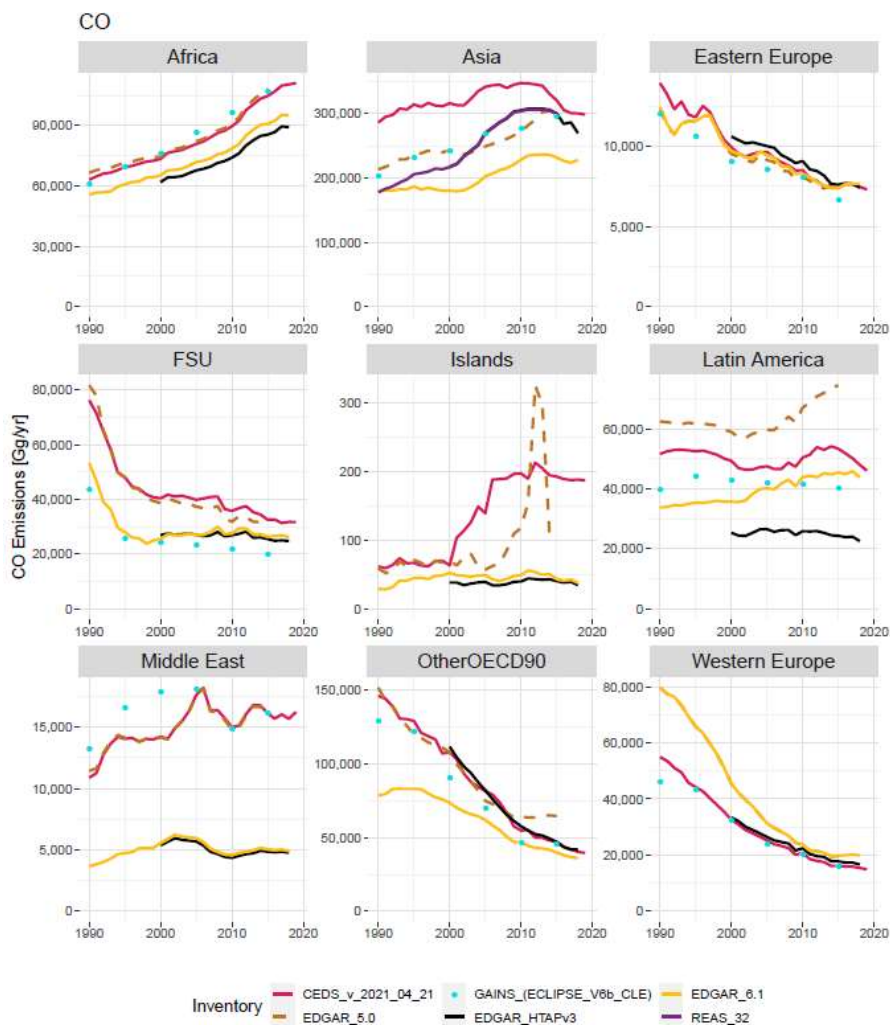 CO
Africa
Asia
Eastern Europe
90,000
60,000
30,000
0
1990 2000 2010 2020
300,000
200,000
100,000
0
1990 2000 2010 2020
10,000
5,000
0
1990 2000 2010 2020
CO Emissions [Gg/yr]
FSU
Islands
Latin America
80,000
60,000
40,000
20,000
0
1990 2000 2010 2020
300
200
100
0
1990 2000 2010 2020
60,000
40,000
20,000
0
1990 2000 2010 2020
Middle East
OtherOECD90
Western Europe
15,000
10,000
5,000
0
1990 2000 2010 2020
150,000
100,000
50,000
0
1990 2000 2010 2020
80,000
60,000
40,000
20,000
0
1990 2000 2010 2020
Inventory
CEDS_v_2021_04_21 GAINS_(ECLIPSE_V6b_CLE) EDGAR_6.1
EDGAR_5.0 EDGAR_HTAPv3 REAS_32